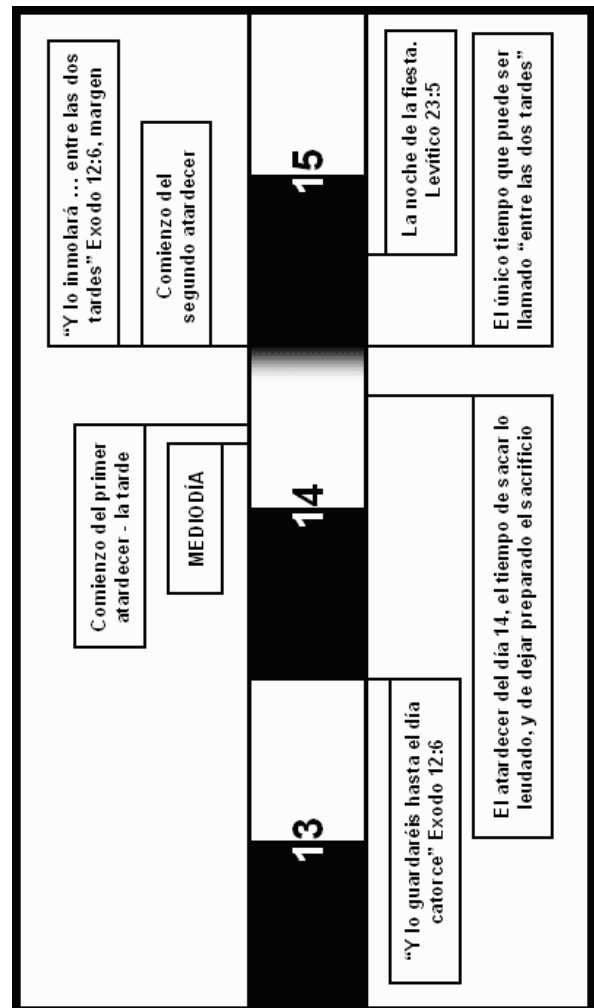 Comienzo del primer
atardecer - la tarde
MEDIODÍA
“Y lo inmolará ... entre las dos
tardes” Exodo 12:6, margen
Comienzo del
segundo atardecer
13
14
15
“Y lo guardaréis hasta el día
catorce” Exodo 12:6
El atardecer del día 14, el tiempo de sacar lo
leudado, y de dejar preparado el sacrificio
La noche de la fiesta.
Levítico 23:5
El único tiempo que puede ser
llamado “entre las dos tardes”